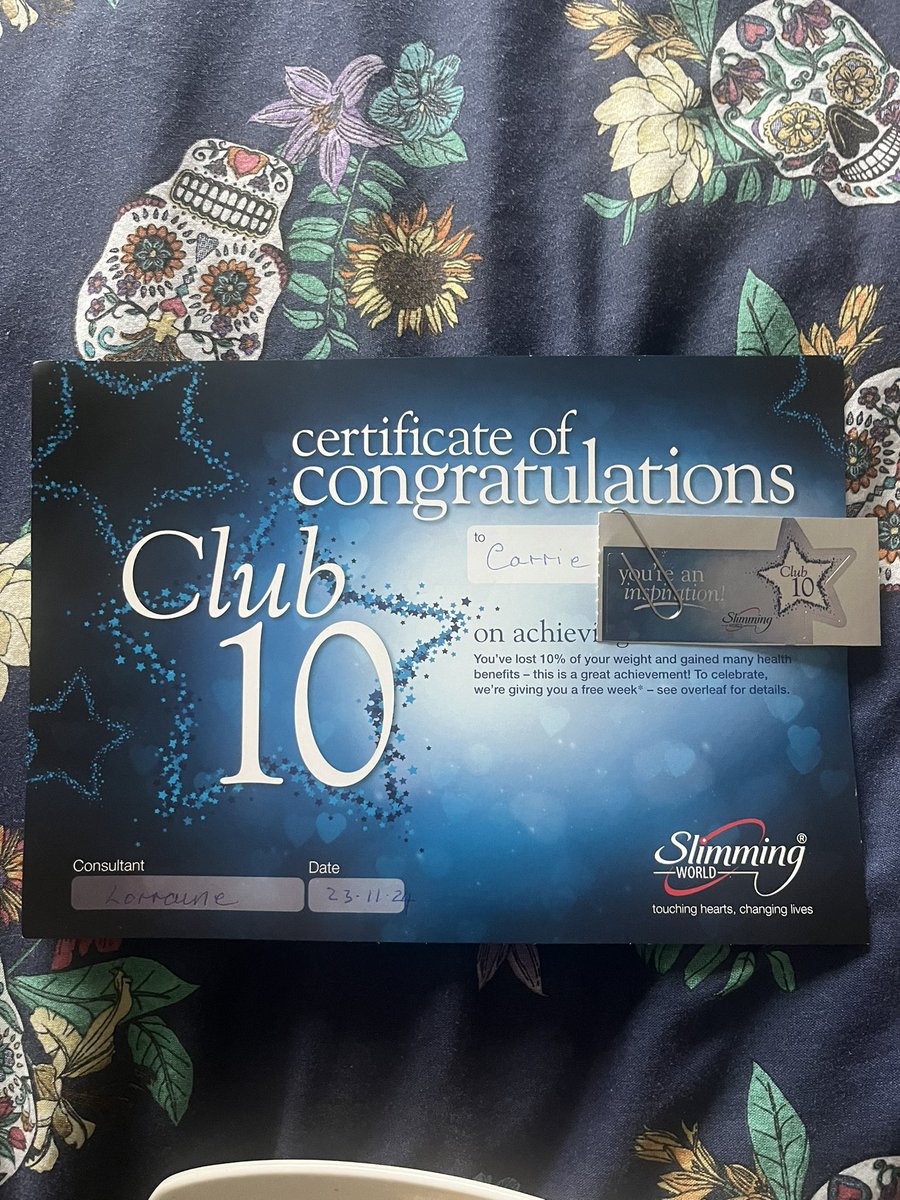 certificate of
congratulations
Club
10
to
Carrie
you're an
inspiration!
Club
10
Slimming
WORLD
on achieving
You've lost 10% of your weight and gained many health
benefits – this is a great achievement! To celebrate,
we're giving you a free week* – see overleaf for details.
Consultant
Lorraine
Date
23.11.24
Slimming®
WORLD
touching hearts, changing lives